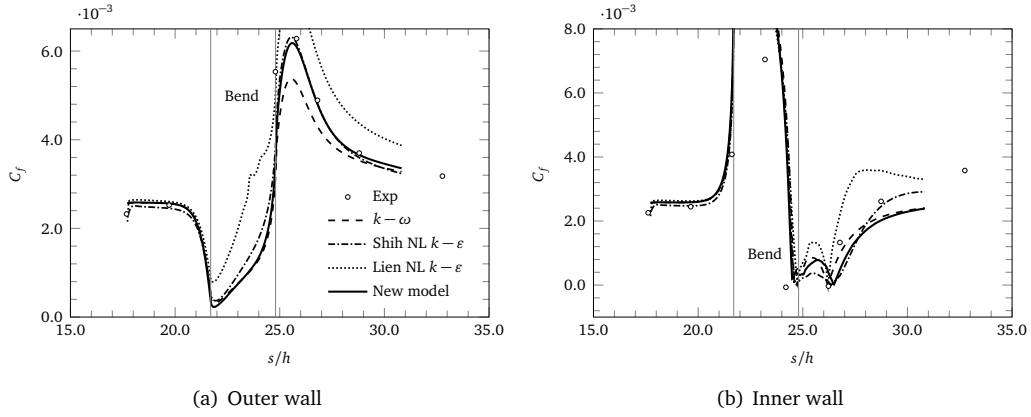 ·10⁻³
6.0
4.0
2.0
0.0
C_f
15.0 20.0 25.0 30.0 35.0
s/h
Bend
Exp
k − ω
Shih NL k − ε
Lien NL k − ε
New model
(a) Outer wall
·10⁻³
8.0
6.0
4.0
2.0
0.0
C_f
15.0 20.0 25.0 30.0 35.0
s/h
Bend
(b) Inner wall